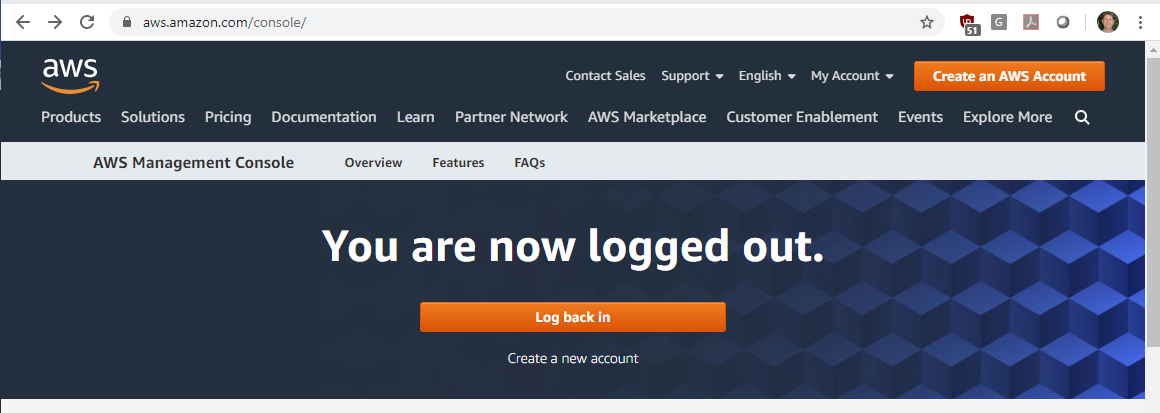 aws.amazon.com/console/
51
G
aws
Contact Sales Support English My Account Create an AWS Account
Products Solutions Pricing Documentation Learn Partner Network AWS Marketplace Customer Enablement Events Explore More
AWS Management Console Overview Features FAQs
You are now logged out.
Log back in
Create a new account